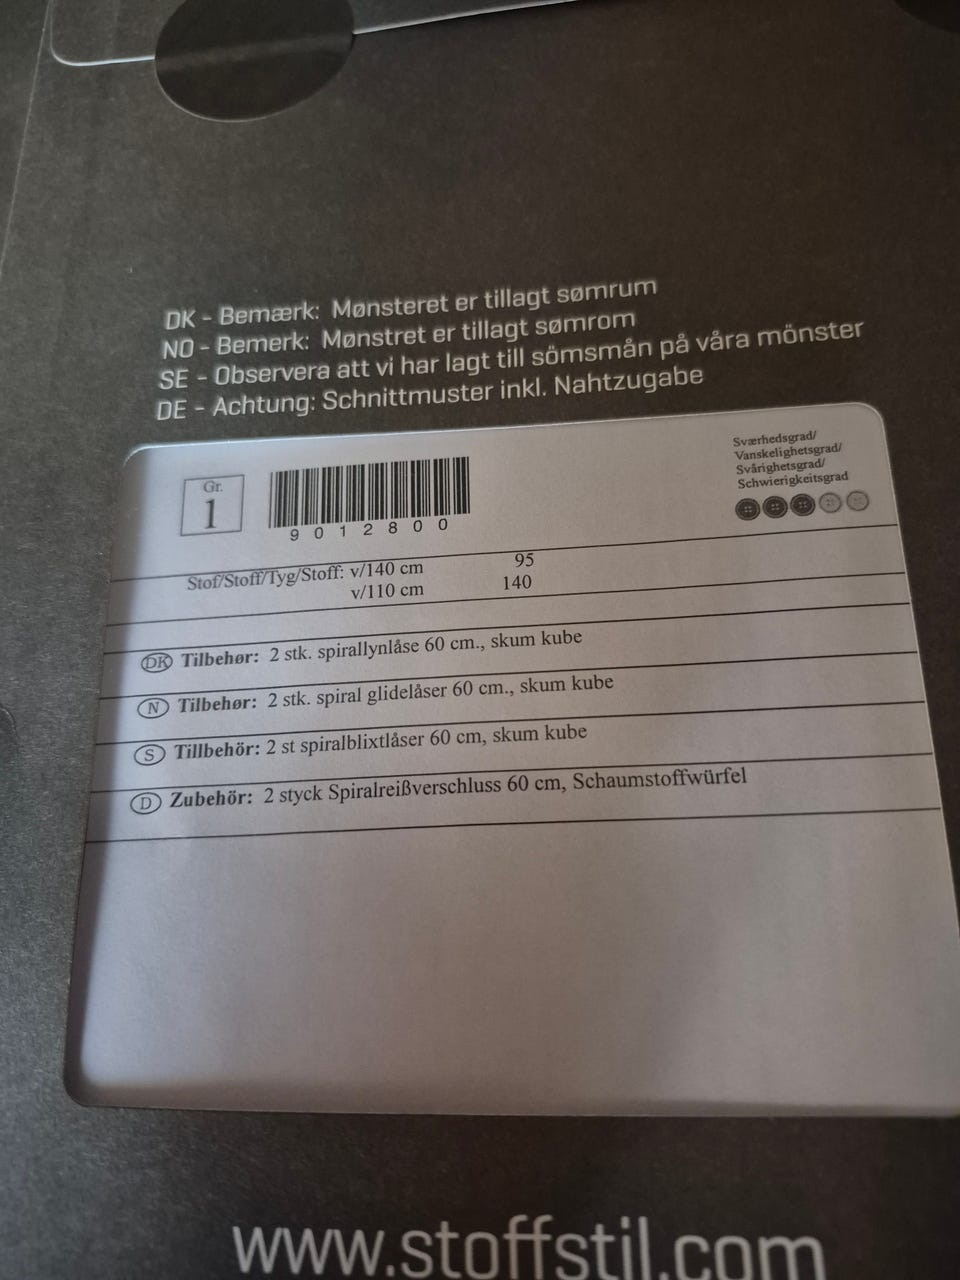 DK - Bemærk: Mønsteret er tillagt sømrum
NO - Bemerk: Mønstret er tillagt sømrom
SE - Observera att vi har lagt till sömsmån på våra mönster
DE - Achtung: Schnittmuster inkl. Nahtzugabe
Gr.
1
9012800
Sværhedsgrad/
Vanskelighetsgrad/
Svårighetsgrad/
Schwierigkeitsgrad
Stof/Stoff/Tyg/Stoff: v/140 cm 95
v/110 cm 140
DK Tilbehør: 2 stk. spirallynlåse 60 cm., skum kube
N Tilbehør: 2 stk. spiral glidelåser 60 cm., skum kube
S Tillbehör: 2 st spiralblixtlåser 60 cm, skum kube
D Zubehör: 2 styck Spiralreißverschluss 60 cm, Schaumstoffwürfel
www.stoffstil.com